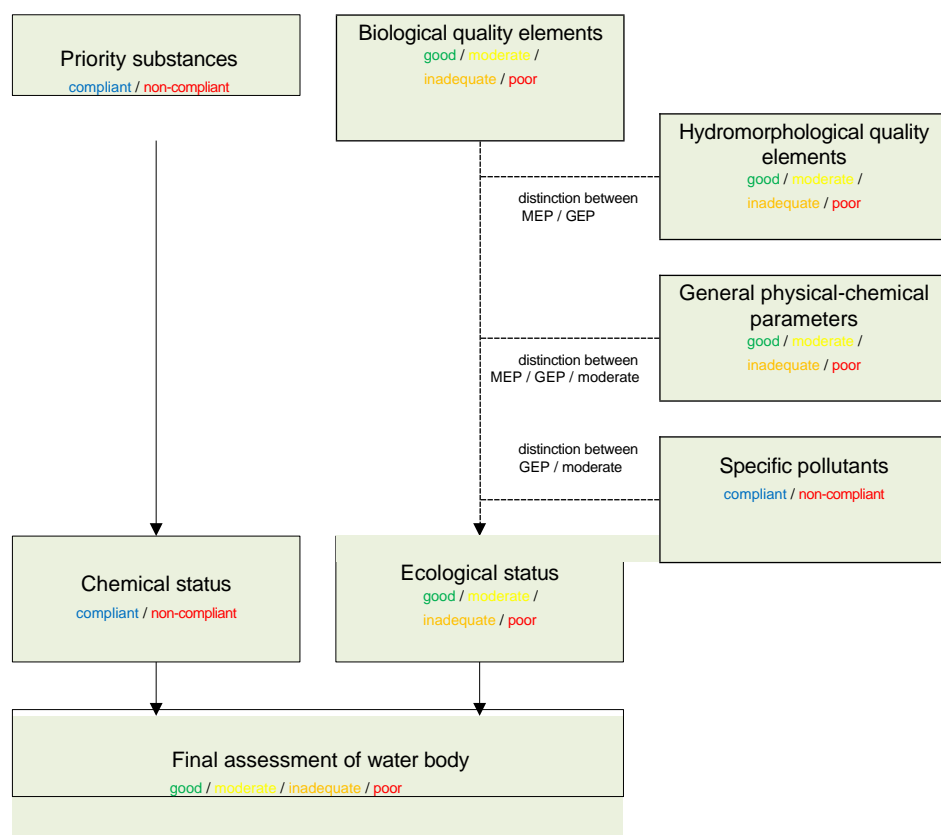 Priority substances
compliant / non-compliant
Biological quality elements
good / moderate /
inadequate / poor
Hydromorphological quality
elements
good / moderate /
inadequate / poor
distinction between
MEP / GEP
General physical-chemical
parameters
good / moderate /
inadequate / poor
distinction between
MEP / GEP / moderate
distinction between
GEP / moderate
Specific pollutants
compliant / non-compliant
Chemical status
compliant / non-compliant
Ecological status
good / moderate /
inadequate / poor
Final assessment of water body
good / moderate / inadequate / poor